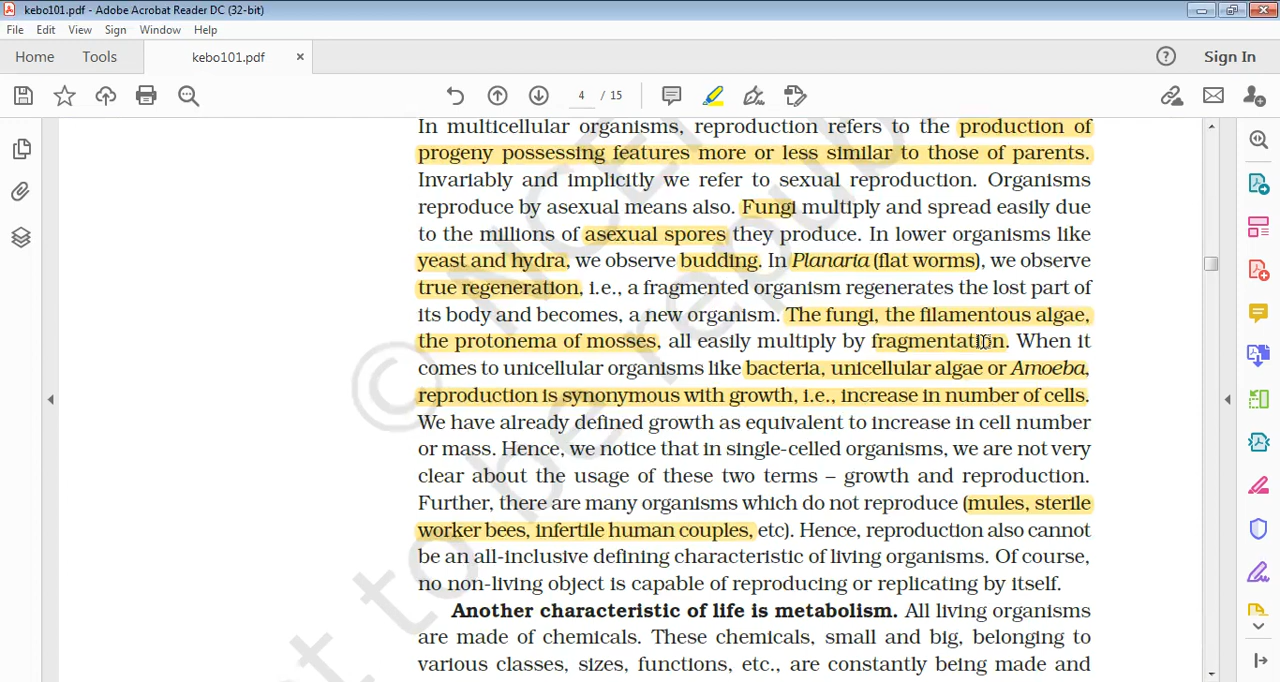 kebo101.pdf - Adobe Acrobat Reader DC (32-bit)
File Edit View Sign Window Help
Home Tools kebo101.pdf × Sign In
4 / 15
In multicellular organisms, reproduction refers to the production of
progeny possessing features more or less similar to those of parents.
Invariably and implicitly we refer to sexual reproduction. Organisms
reproduce by asexual means also. Fungi multiply and spread easily due
to the millions of asexual spores they produce. In lower organisms like
yeast and hydra, we observe budding. In Planaria (flat worms), we observe
true regeneration, i.e., a fragmented organism regenerates the lost part of
its body and becomes, a new organism. The fungi, the filamentous algae,
the protonema of mosses, all easily multiply by fragmentation. When it
comes to unicellular organisms like bacteria, unicellular algae or Amoeba,
reproduction is synonymous with growth, i.e., increase in number of cells.
We have already defined growth as equivalent to increase in cell number
or mass. Hence, we notice that in single-celled organisms, we are not very
clear about the usage of these two terms – growth and reproduction.
Further, there are many organisms which do not reproduce (mules, sterile
worker bees, infertile human couples, etc). Hence, reproduction also cannot
be an all-inclusive defining characteristic of living organisms. Of course,
no non-living object is capable of reproducing or replicating by itself.
Another characteristic of life is metabolism. All living organisms
are made of chemicals. These chemicals, small and big, belonging to
various classes, sizes, functions, etc., are constantly being made and
© NCE
t to be repub